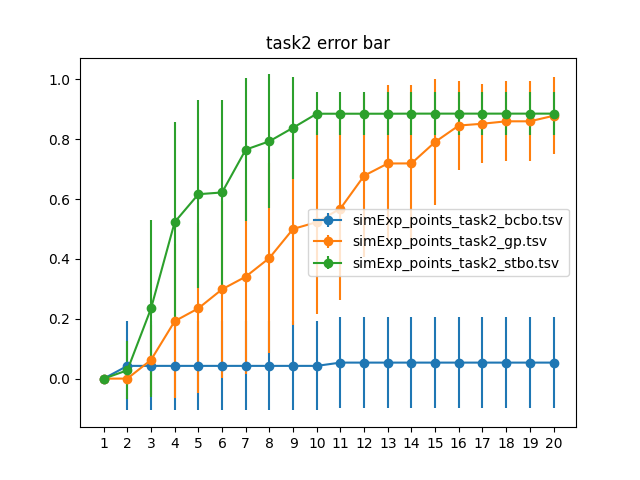 task2 error bar
1.0
0.8
0.6
0.4
0.2
0.0
simExp_points_task2_bcbo.tsv
simExp_points_task2_gp.tsv
simExp_points_task2_stbo.tsv
1 2 3 4 5 6 7 8 9 10 11 12 13 14 15 16 17 18 19 20